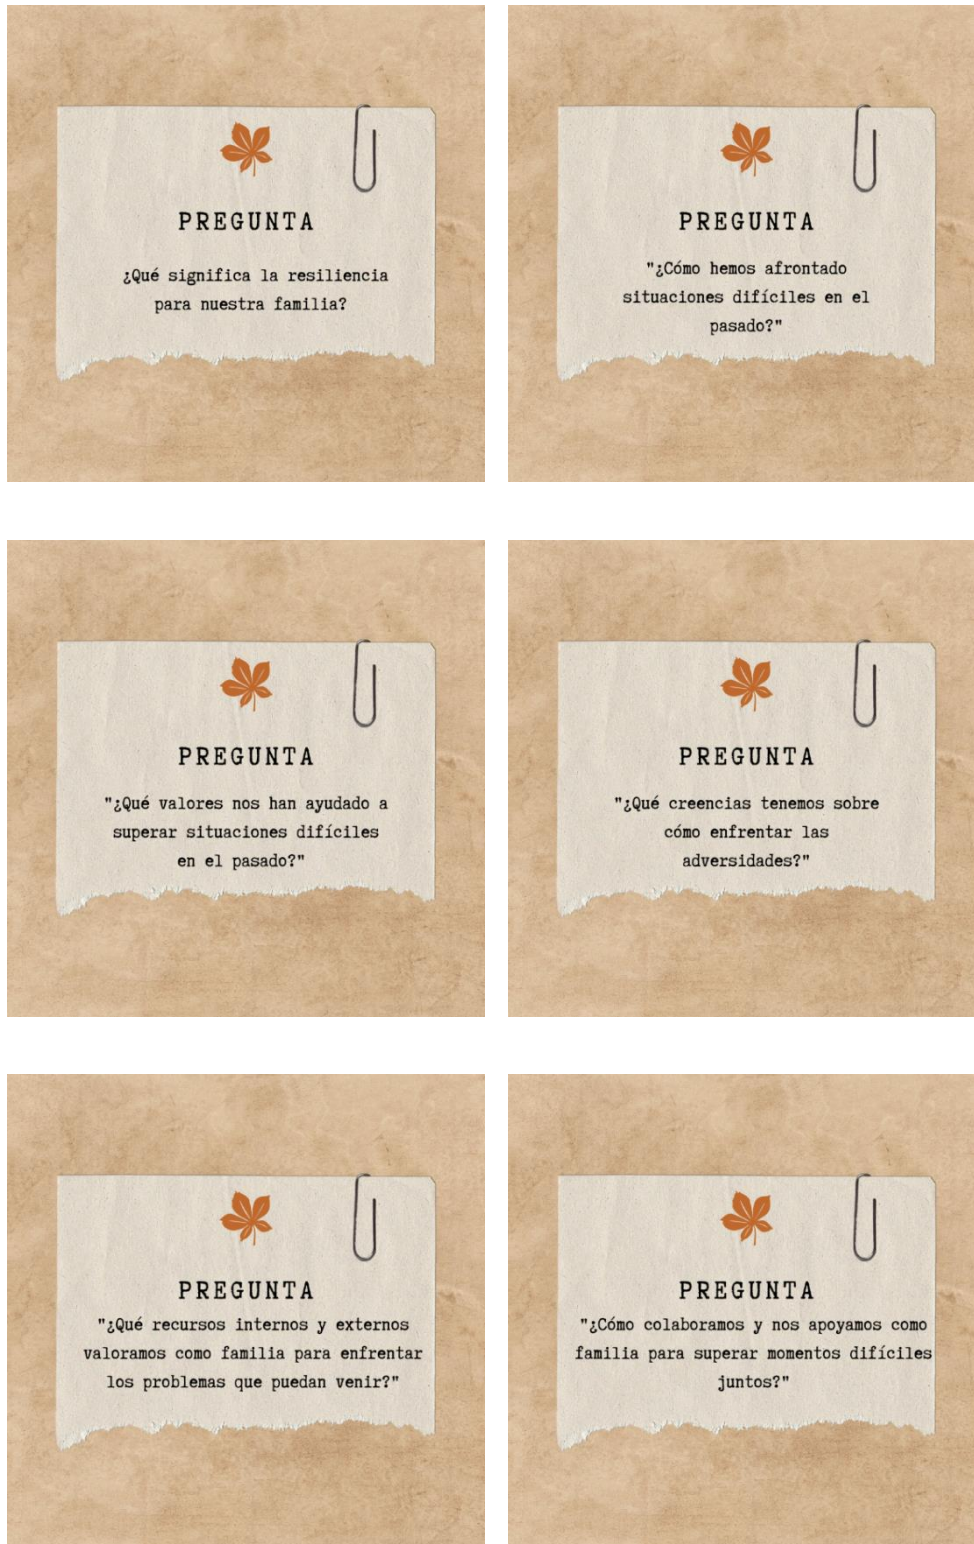 PREGUNTA
¿Qué significa la resiliencia
para nuestra familia?
PREGUNTA
"¿Cómo hemos afrontado
situaciones difíciles en el
pasado?"
PREGUNTA
"¿Qué valores nos han ayudado a
superar situaciones difíciles
en el pasado?"
PREGUNTA
"¿Qué creencias tenemos sobre
cómo enfrentar las
adversidades?"
PREGUNTA
"¿Qué recursos internos y externos
valoramos como familia para enfrentar
los problemas que puedan venir?"
PREGUNTA
"¿Cómo colaboramos y nos apoyamos como
familia para superar momentos difíciles
juntos?"